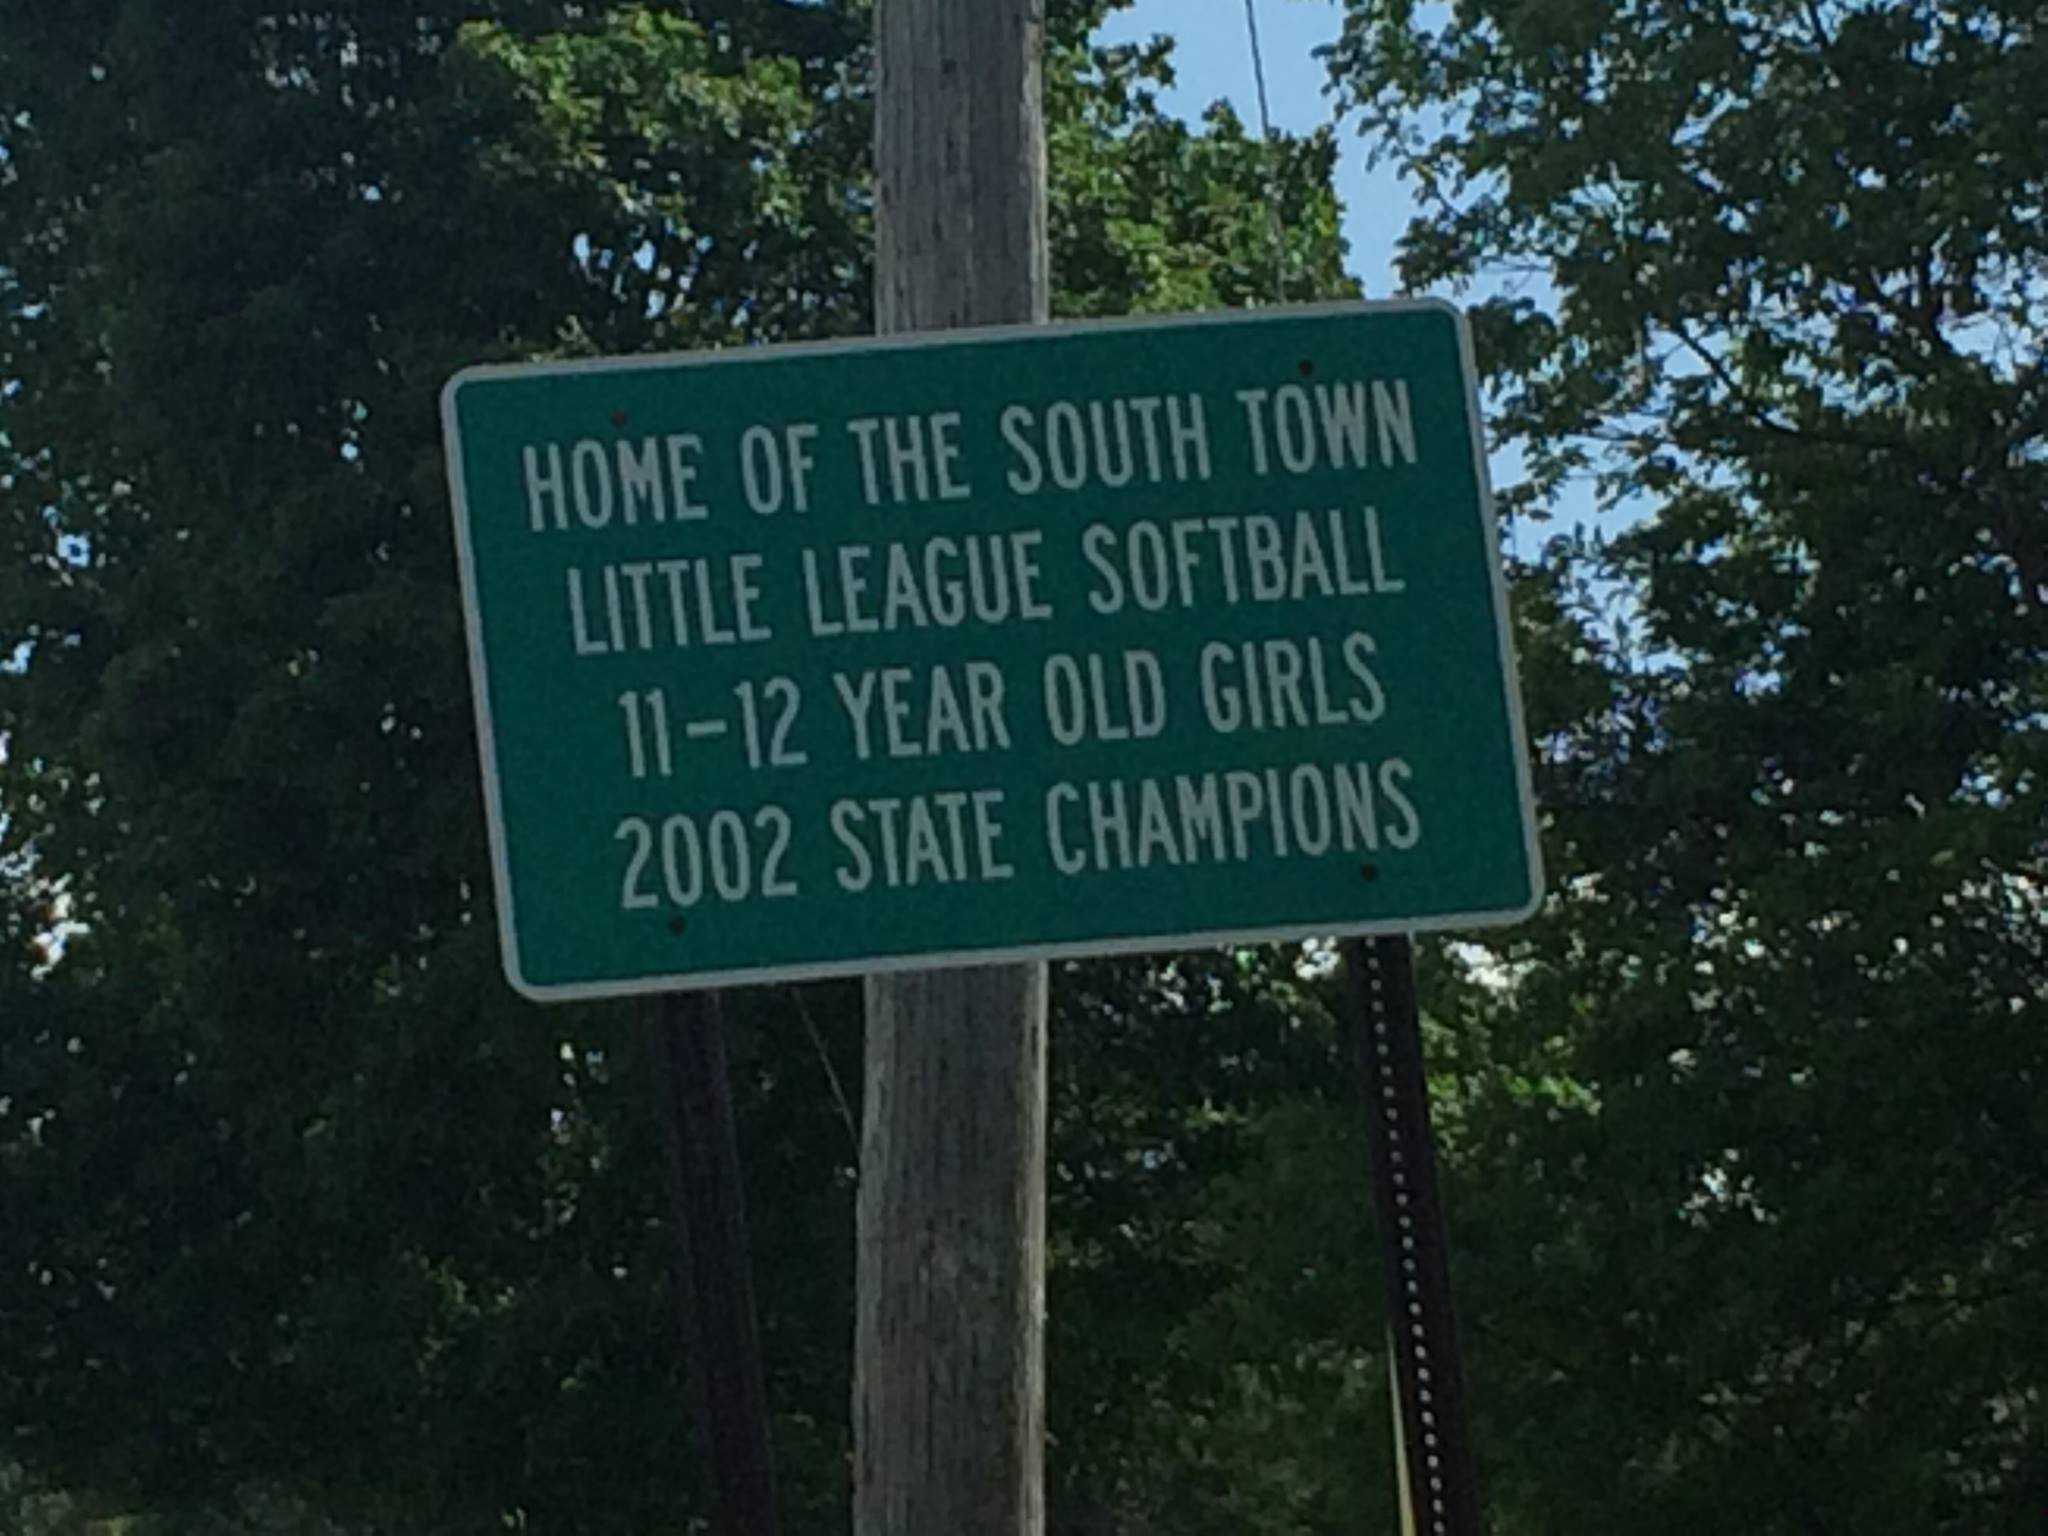 HOME OF THE SOUTH TOWN
LITTLE LEAGUE SOFTBALL
11-12 YEAR OLD GIRLS
2002 STATE CHAMPIONS